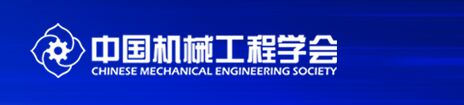 中国机械工程学会
CHINESE MECHANICAL ENGINEERING SOCIETY